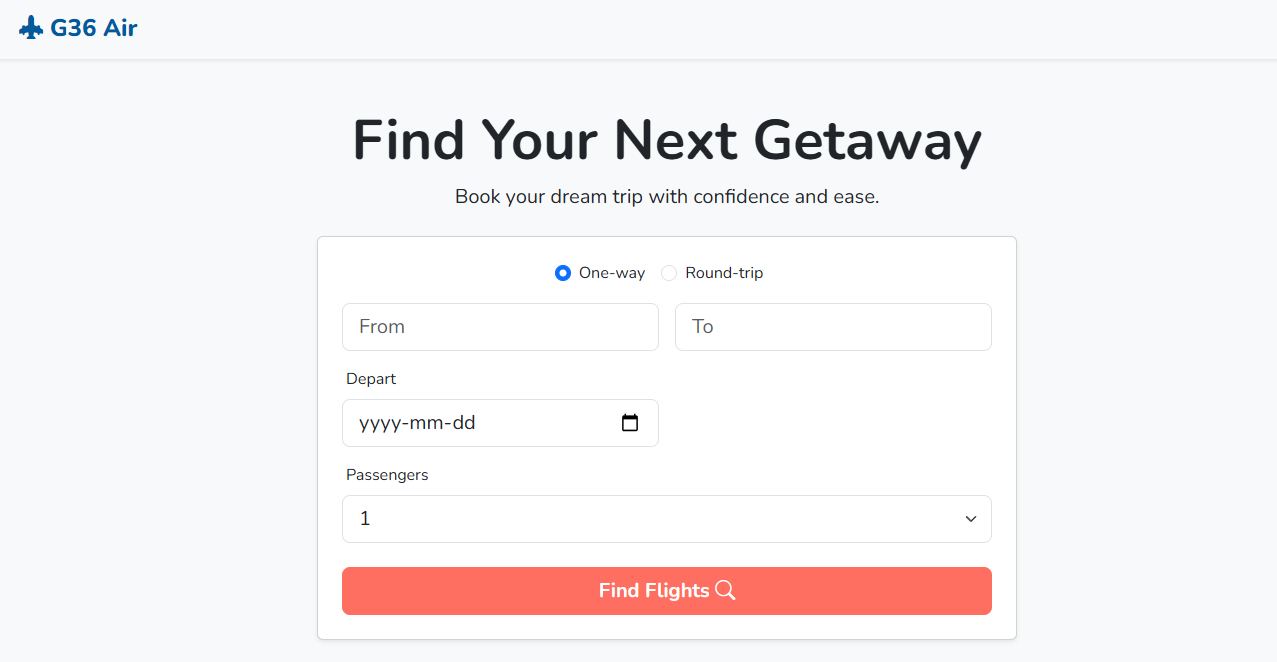 G36 Air
Find Your Next Getaway
Book your dream trip with confidence and ease.
One-way Round-trip
From To
Depart
yyyy-mm-dd
Passengers
1
Find Flights